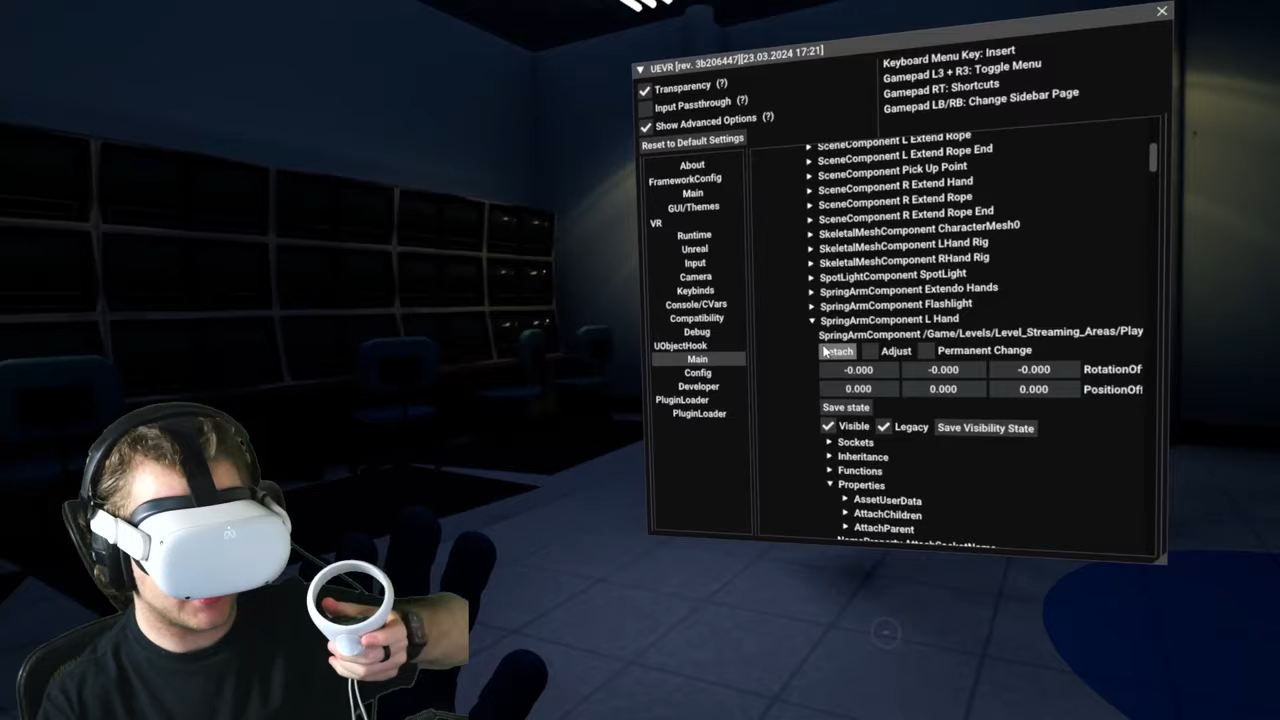 UEVR [rev. 3b206447][23.03.2024 17:21]
Transparency (?)
Input Passthrough (?)
Show Advanced Options (?)
Reset to Default Settings
Keyboard Menu Key: Insert
Gamepad L3 + R3: Toggle Menu
Gamepad RT: Shortcuts
Gamepad LB/RB: Change Sidebar Page
About
FrameworkConfig
Main
GUI/Themes
VR
Runtime
Unreal
Input
Camera
Keybinds
Console/CVars
Compatibility
Debug
UObjectHook
Main
Config
Developer
PluginLoader
PluginLoader
SceneComponent L Extend Rope
SceneComponent L Extend Rope End
SceneComponent Pick Up Point
SceneComponent R Extend Hand
SceneComponent R Extend Rope
SceneComponent R Extend Rope End
SkeletalMeshComponent CharacterMesh0
SkeletalMeshComponent LHand Rig
SkeletalMeshComponent RHand Rig
SpotLightComponent SpotLight
SpringArmComponent Extendo Hands
SpringArmComponent Flashlight
SpringArmComponent L Hand
SpringArmComponent /Game/Levels/Level_Streaming_Areas/Play
Adjust Permanent Change
-0.000 -0.000 -0.000 RotationOf
0.000 0.000 0.000 PositionOf
Save state
Visible Legacy Save Visibility State
Sockets
Inheritance
Functions
Properties
AssetUserData
AttachChildren
AttachParent
NameProperty AttachSocketName